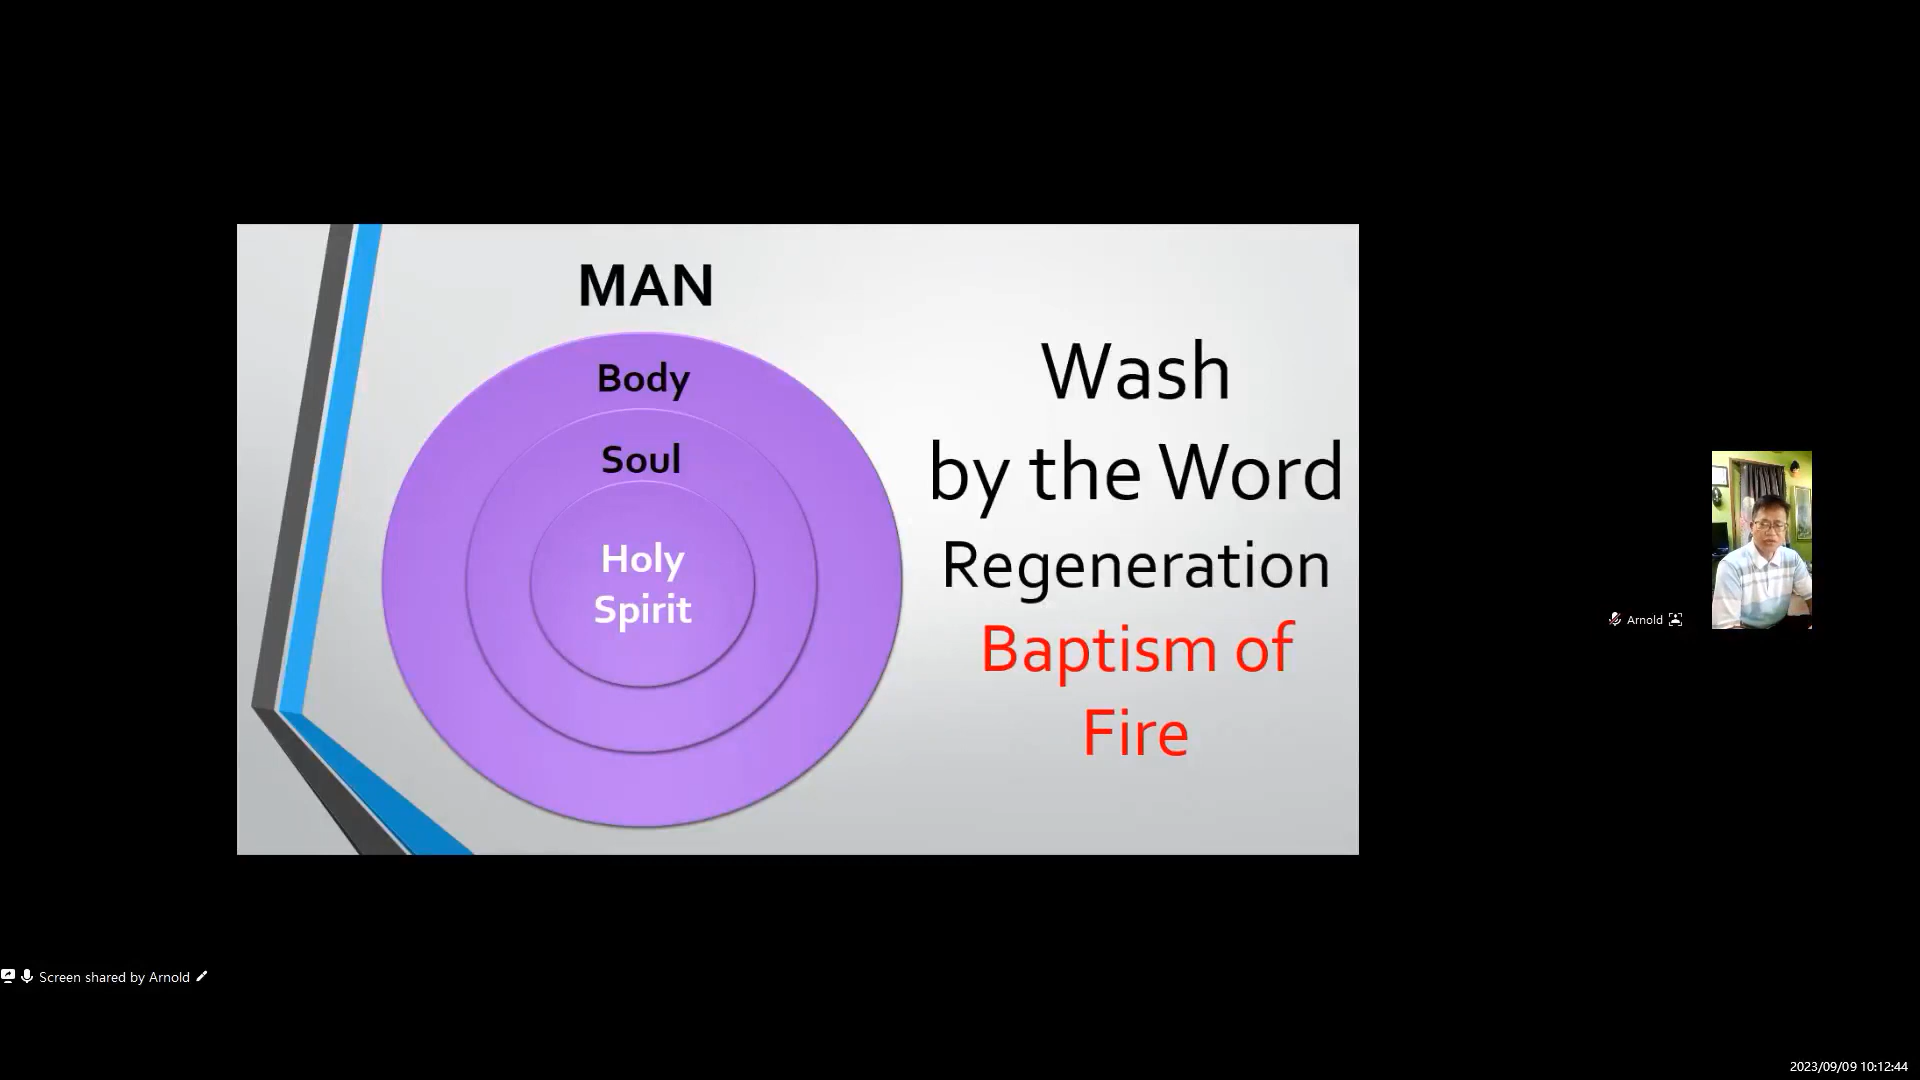 MAN
Body
Soul
Holy
Spirit
Wash
by the Word
Regeneration
Baptism of
Fire
Arnold
Screen shared by Arnold
2023/09/09 10:12:44